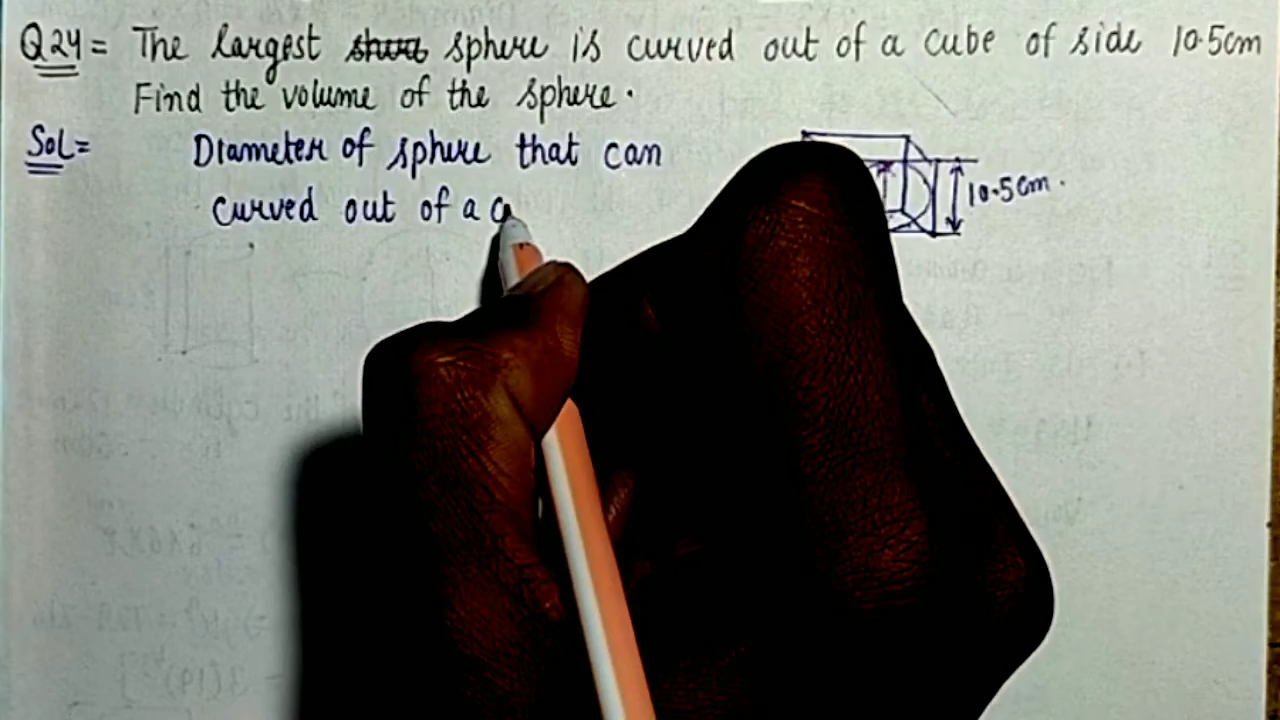 Q24= The largest sphere is curved out of a cube of side 10.5cm
Find the volume of the sphere.
Sol= Diameter of sphere that can
curved out of a c
10.5cm.